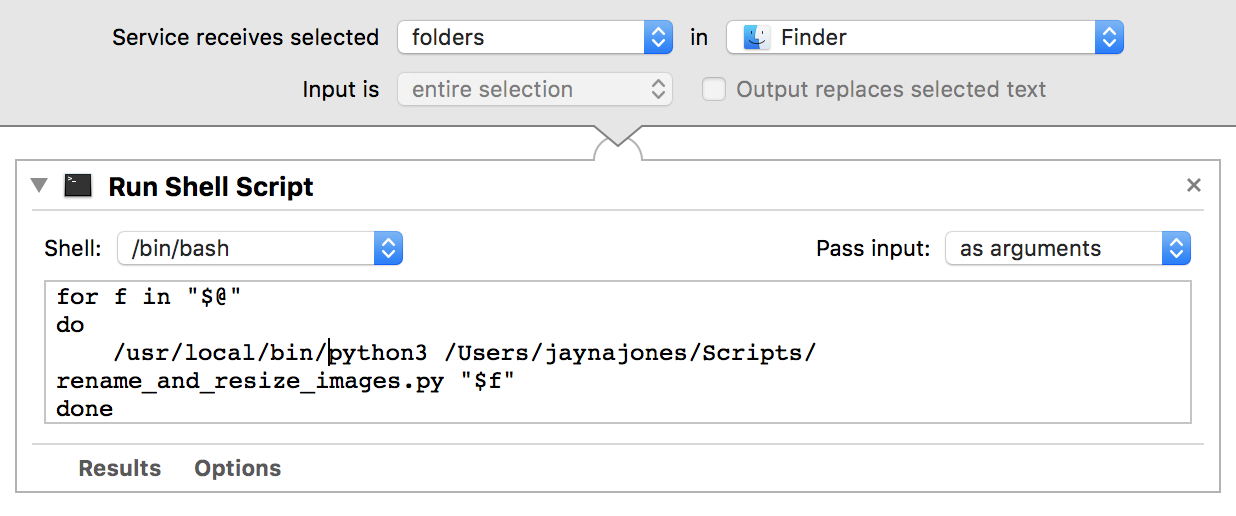 Service receives selected folders in Finder
Input is entire selection Output replaces selected text
Run Shell Script
Shell: /bin/bash Pass input: as arguments
for f in "$@"
do
/usr/local/bin/python3 /Users/jaynajones/Scripts/
rename_and_resize_images.py "$f"
done
Results Options